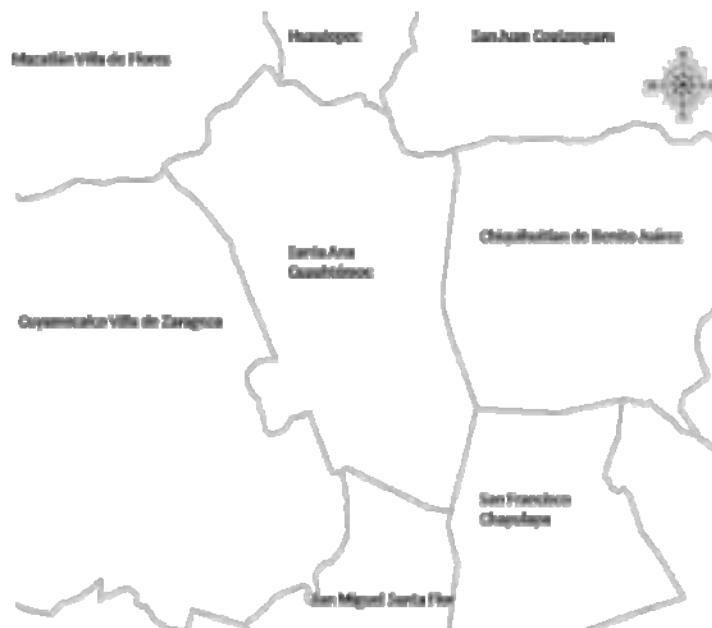 Mazatlán Villa de Flores
Huautepec
San Juan Coatzospam
Santa Ana
Cuauhtémoc
Chiquihuitlan de Benito Juárez
Cuyamecalco Villa de Zaragoza
San Francisco
Chapulapa
San Miguel Santa Flor